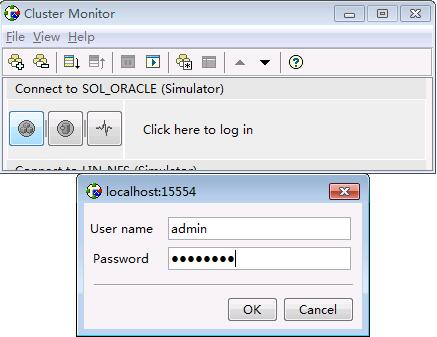 Cluster Monitor
File View Help
Connect to SOL_ORACLE (Simulator)
Click here to log in
Connect to LIN_NFS (Simulator)
localhost:15554
User name admin
Password ●●●●●●●●
OK Cancel